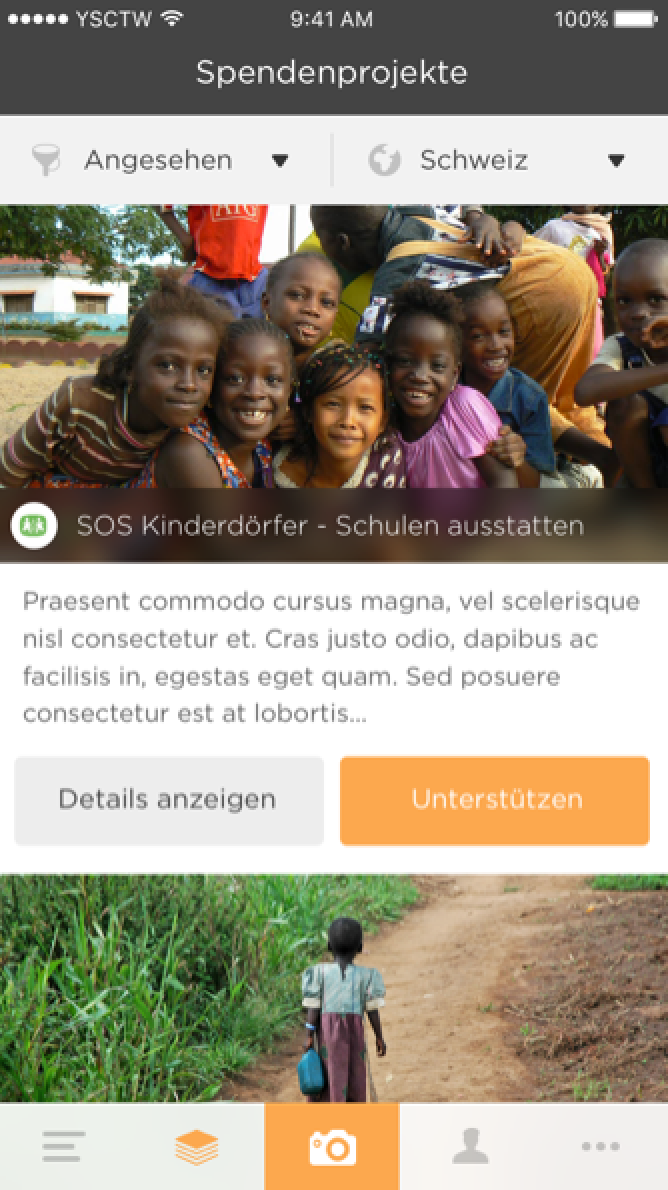 YSCTW 9:41 AM 100%
Spendenprojekte
Angesehen Schweiz
AIG
SOS Kinderdörfer - Schulen ausstatten
Praesent commodo cursus magna, vel scelerisque
nisl consectetur et. Cras justo odio, dapibus ac
facilisis in, egestas eget quam. Sed posuere
consectetur est at lobortis...
Details anzeigen Unterstützen